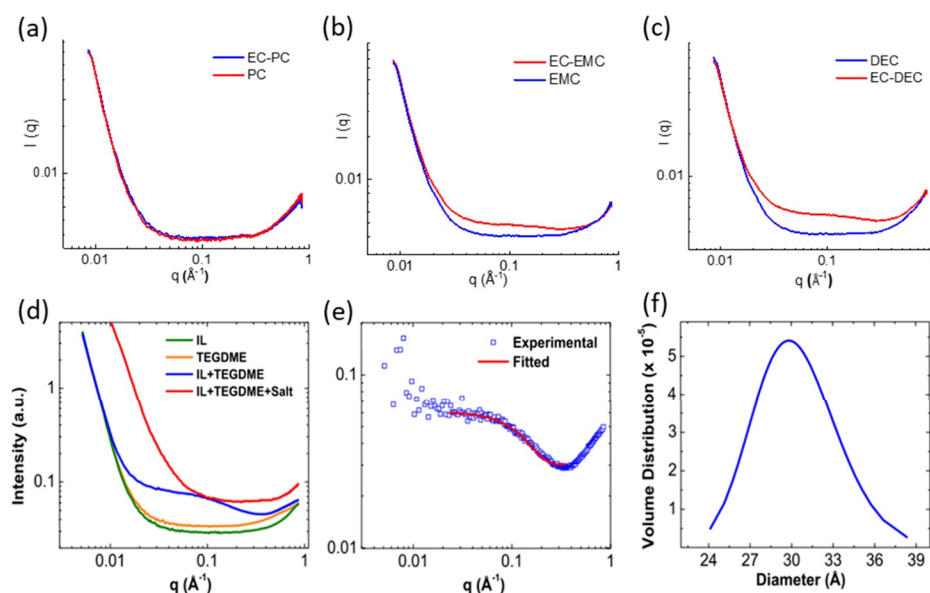 (a)
EC-PC
PC
I (q)
0.01
0.01
0.1
1
q (Å⁻¹)
(b)
EC-EMC
EMC
I (q)
0.01
0.01
0.1
1
q (Å⁻¹)
(c)
DEC
EC-DEC
I (q)
0.01
0.01
0.1
1
q (Å⁻¹)
(d)
IL
TEGDME
IL+TEGDME
IL+TEGDME+Salt
Intensity (a.u.)
1
0.1
0.01
0.1
1
q (Å⁻¹)
(e)
Experimental
Fitted
0.1
0.01
0.01
0.1
1
q (Å⁻¹)
(f)
Volume Distribution (x 10⁻⁵)
5
4
3
2
1
24
27
30
33
36
39
Diameter (Å)